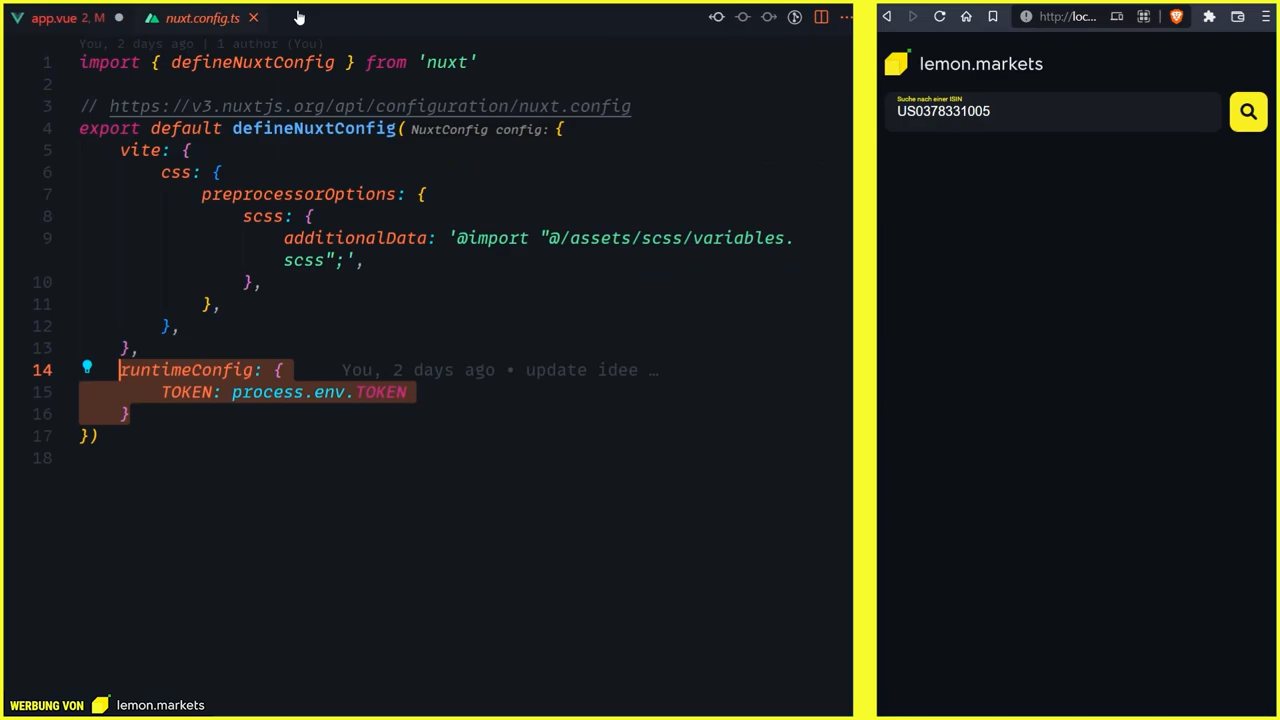 app.vue 2, M
nuxt.config.ts
You, 2 days ago | 1 author (You)
1 import { defineNuxtConfig } from 'nuxt'
2
3 // https://v3.nuxtjs.org/api/configuration/nuxt.config
4 export default defineNuxtConfig( NuxtConfig config: {
5 vite: {
6 css: {
7 preprocessorOptions: {
8 scss: {
9 additionalData: '@import "@/assets/scss/variables.
scss";',
10 },
11 },
12 },
13 },
14 runtimeConfig: { You, 2 days ago • update idee …
15 TOKEN: process.env.TOKEN
16 }
17 })
18
WERBUNG VON lemon.markets
http://loc...
lemon.markets
Suche nach einer ISIN
US0378331005